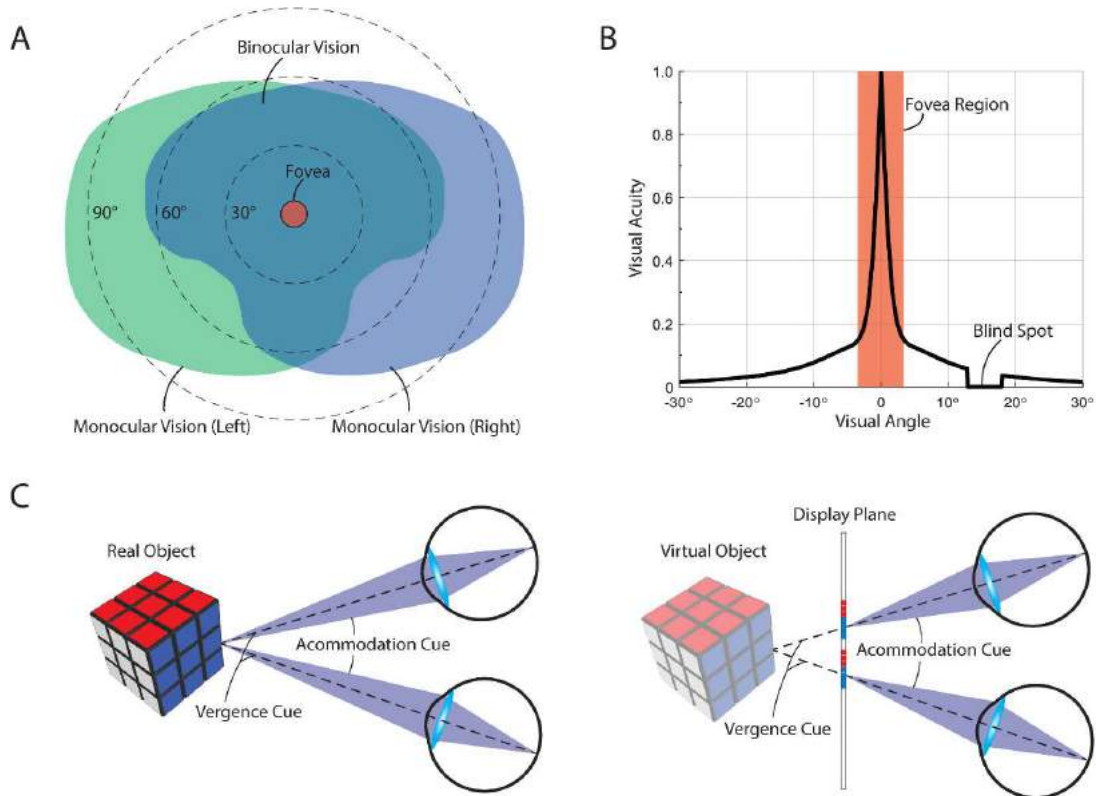 A
Binocular Vision
Fovea
90°
60°
30°
Monocular Vision (Left)
Monocular Vision (Right)
B
1.0
0.8
0.6
0.4
0.2
0
Visual Acuity
Fovea Region
Blind Spot
-30°
-20°
-10°
0
10°
20°
30°
Visual Angle
C
Real Object
Acommodation Cue
Vergence Cue
Display Plane
Virtual Object
Acommodation Cue
Vergence Cue